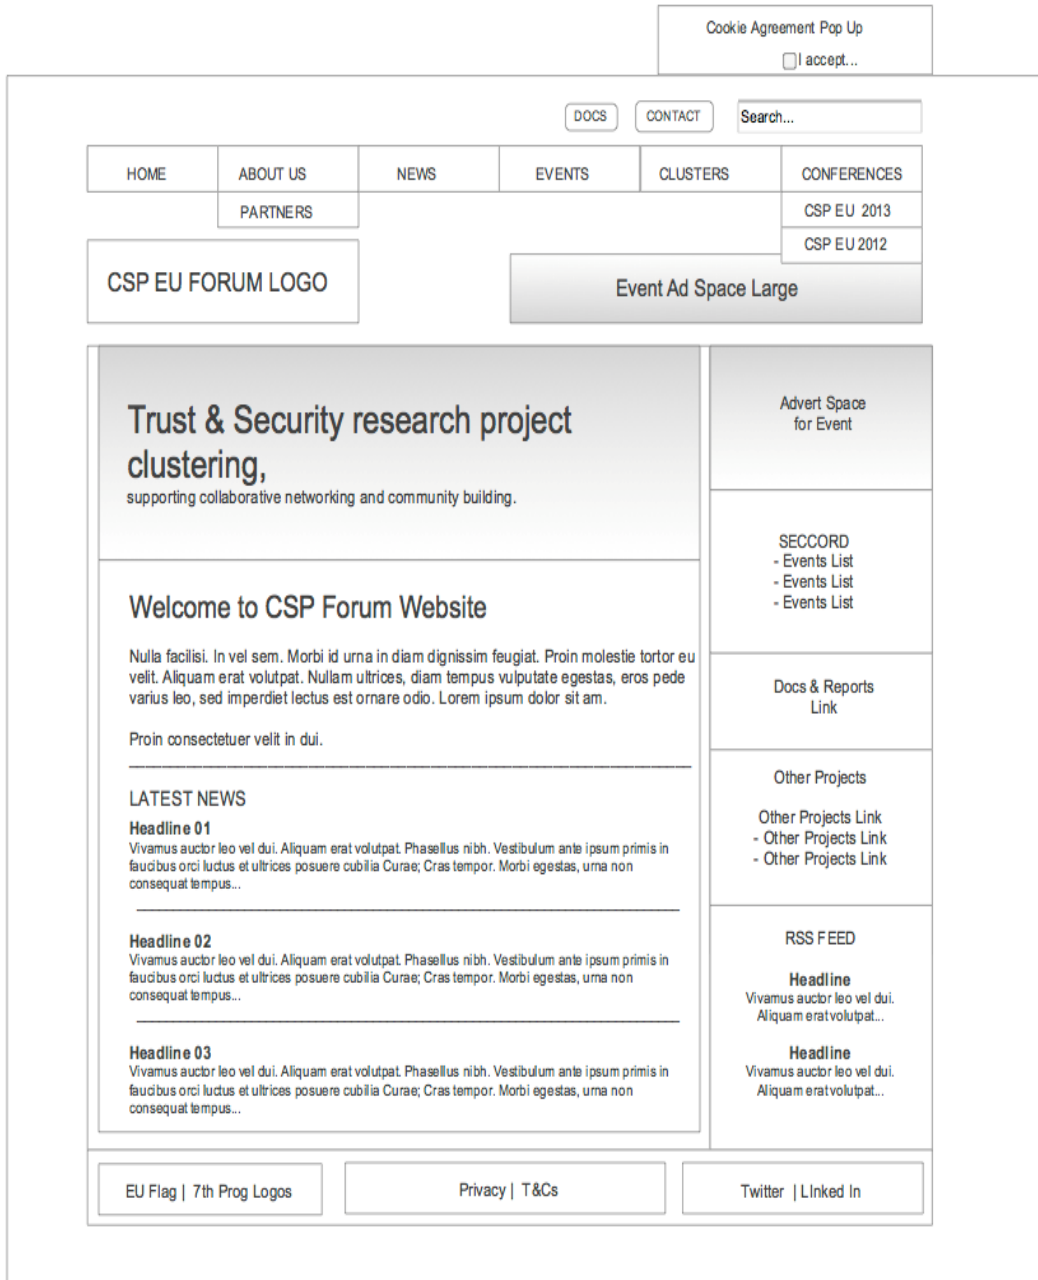 Cookie Agreement Pop Up
I accept...
DOCS
CONTACT
Search...
HOME
ABOUT US
NEWS
EVENTS
CLUSTERS
CONFERENCES
PARTNERS
CSP EU 2013
CSP EU 2012
CSP EU FORUM LOGO
Event Ad Space Large
Trust & Security research project
clustering,
supporting collaborative networking and community building.
Welcome to CSP Forum Website
Nulla facilisi. In vel sem. Morbi id urna in diam dignissim feugiat. Proin molestie tortor eu
velit. Aliquam erat volutpat. Nullam ultrices, diam tempus vulputate egestas, eros pede
varius leo, sed imperdiet lectus est ornare odio. Lorem ipsum dolor sit am.
Proin consectetuer velit in dui.
LATEST NEWS
Headline 01
Vivamus auctor leo vel dui. Aliquam erat volutpat. Phasellus nibh. Vestibulum ante ipsum primis in
faucibus orci luctus et ultrices posuere cubilia Curae; Cras tempor. Morbi egestas, urna non
consequat tempus...
Headline 02
Vivamus auctor leo vel dui. Aliquam erat volutpat. Phasellus nibh. Vestibulum ante ipsum primis in
faucibus orci luctus et ultrices posuere cubilia Curae; Cras tempor. Morbi egestas, urna non
consequat tempus...
Headline 03
Vivamus auctor leo vel dui. Aliquam erat volutpat. Phasellus nibh. Vestibulum ante ipsum primis in
faucibus orci luctus et ultrices posuere cubilia Curae; Cras tempor. Morbi egestas, urna non
consequat tempus...
Advert Space
for Event
SECCORD
- Events List
- Events List
- Events List
Docs & Reports
Link
Other Projects
Other Projects Link
- Other Projects Link
- Other Projects Link
RSS FEED
Headline
Vivamus auctor leo vel dui.
Aliquam erat volutpat...
Headline
Vivamus auctor leo vel dui.
Aliquam erat volutpat...
EU Flag | 7th Prog Logos
Privacy | T&Cs
Twitter | LInked In